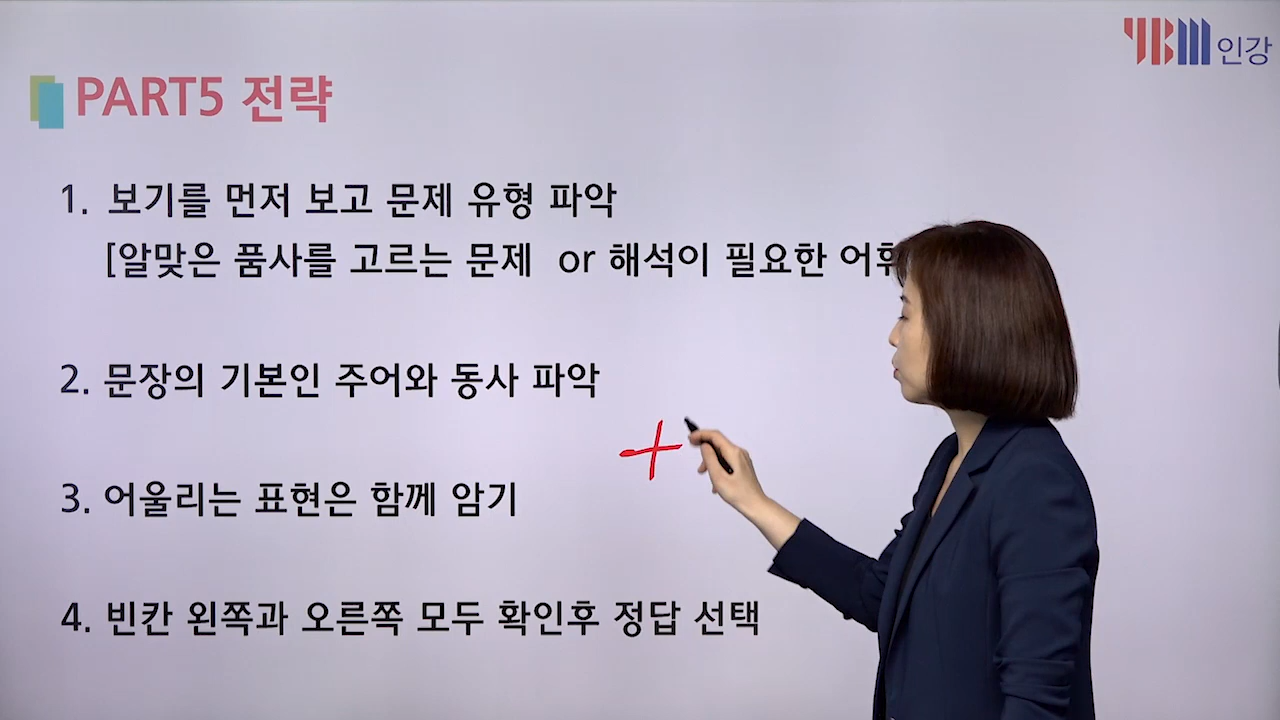 YBM 인강
PART5 전략
1. 보기를 먼저 보고 문제 유형 파악
[알맞은 품사를 고르는 문제 or 해석이 필요한
2. 문장의 기본인 주어와 동사 파악
+
3. 어울리는 표현은 함께 암기
4. 빈칸 왼쪽과 오른쪽 모두 확인후 정답 선택